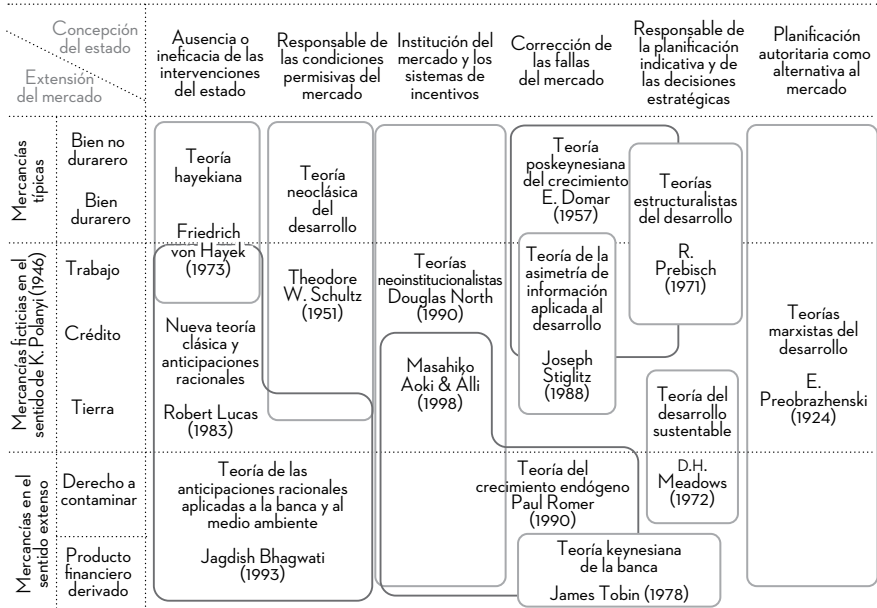 Concepción
del estado
Extensión
del mercado
Ausencia o
ineficacia de las
intervenciones
del estado
Responsable de
las condiciones
permisivas del
mercado
Institución del
mercado y los
sistemas de
incentivos
Corrección de
las fallas
del mercado
Responsable de
la planificación
indicativa y de
las decisiones
estratégicas
Planificación
autoritaria como
alternativa al
mercado
Mercancías
típicas
Bien no
durarero
Bien
durarero
Mercancías ficticias en el
sentido de K. Polanyi (1946)
Trabajo
Crédito
Tierra
Mercancías en el
sentido extenso
Derecho a
contaminar
Producto
financiero
derivado
Teoría
hayekiana
Friedrich
von Hayek
(1973)
Nueva teoría
clásica y
anticipaciones
racionales
Robert Lucas
(1983)
Teoría de las
anticipaciones racionales
aplicadas a la banca y al
medio ambiente
Jagdish Bhagwati
(1993)
Teoría
neoclásica
del
desarrollo
Theodore
W. Schultz
(1951)
Teorías
neoinstitucionalistas
Douglas North
(1990)
Masahiko
Aoki & Alli
(1998)
Teoría
poskeynesiana
del crecimiento
E. Domar
(1957)
Teoría de la
asimetría de
información
aplicada al
desarrollo
Joseph
Stiglitz
(1988)
Teoría del
crecimiento endógeno
Paul Romer
(1990)
Teoría keynesiana
de la banca
James Tobin (1978)
Teorías
estructuralistas
del desarrollo
R.
Prebisch
(1971)
Teoría del
desarrollo
sustentable
D.H.
Meadows
(1972)
Teorías
marxistas del
desarrollo
E.
Preobrazhenski
(1924)